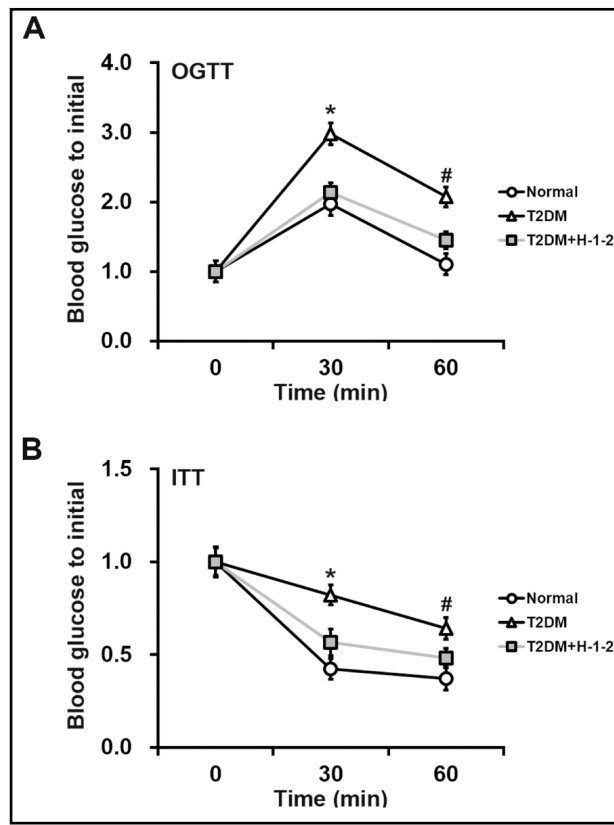 A
OGTT
Blood glucose to initial
4.0
3.0
2.0
1.0
0.0
*
#
0 30 60
Time (min)
Normal
T2DM
T2DM+H-1-2
B
ITT
Blood glucose to initial
1.5
1.0
0.5
0.0
*
#
0 30 60
Time (min)
Normal
T2DM
T2DM+H-1-2